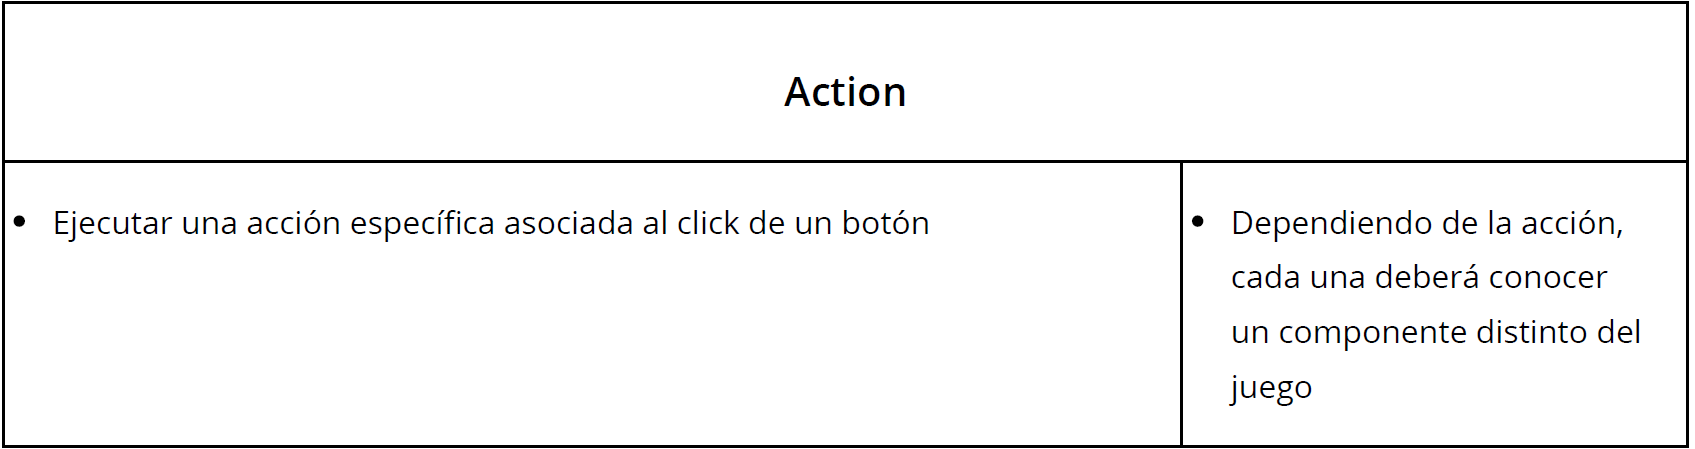 Action
• Ejecutar una acción específica asociada al click de un botón
• Dependiendo de la acción,
cada una deberá conocer
un componente distinto del
juego